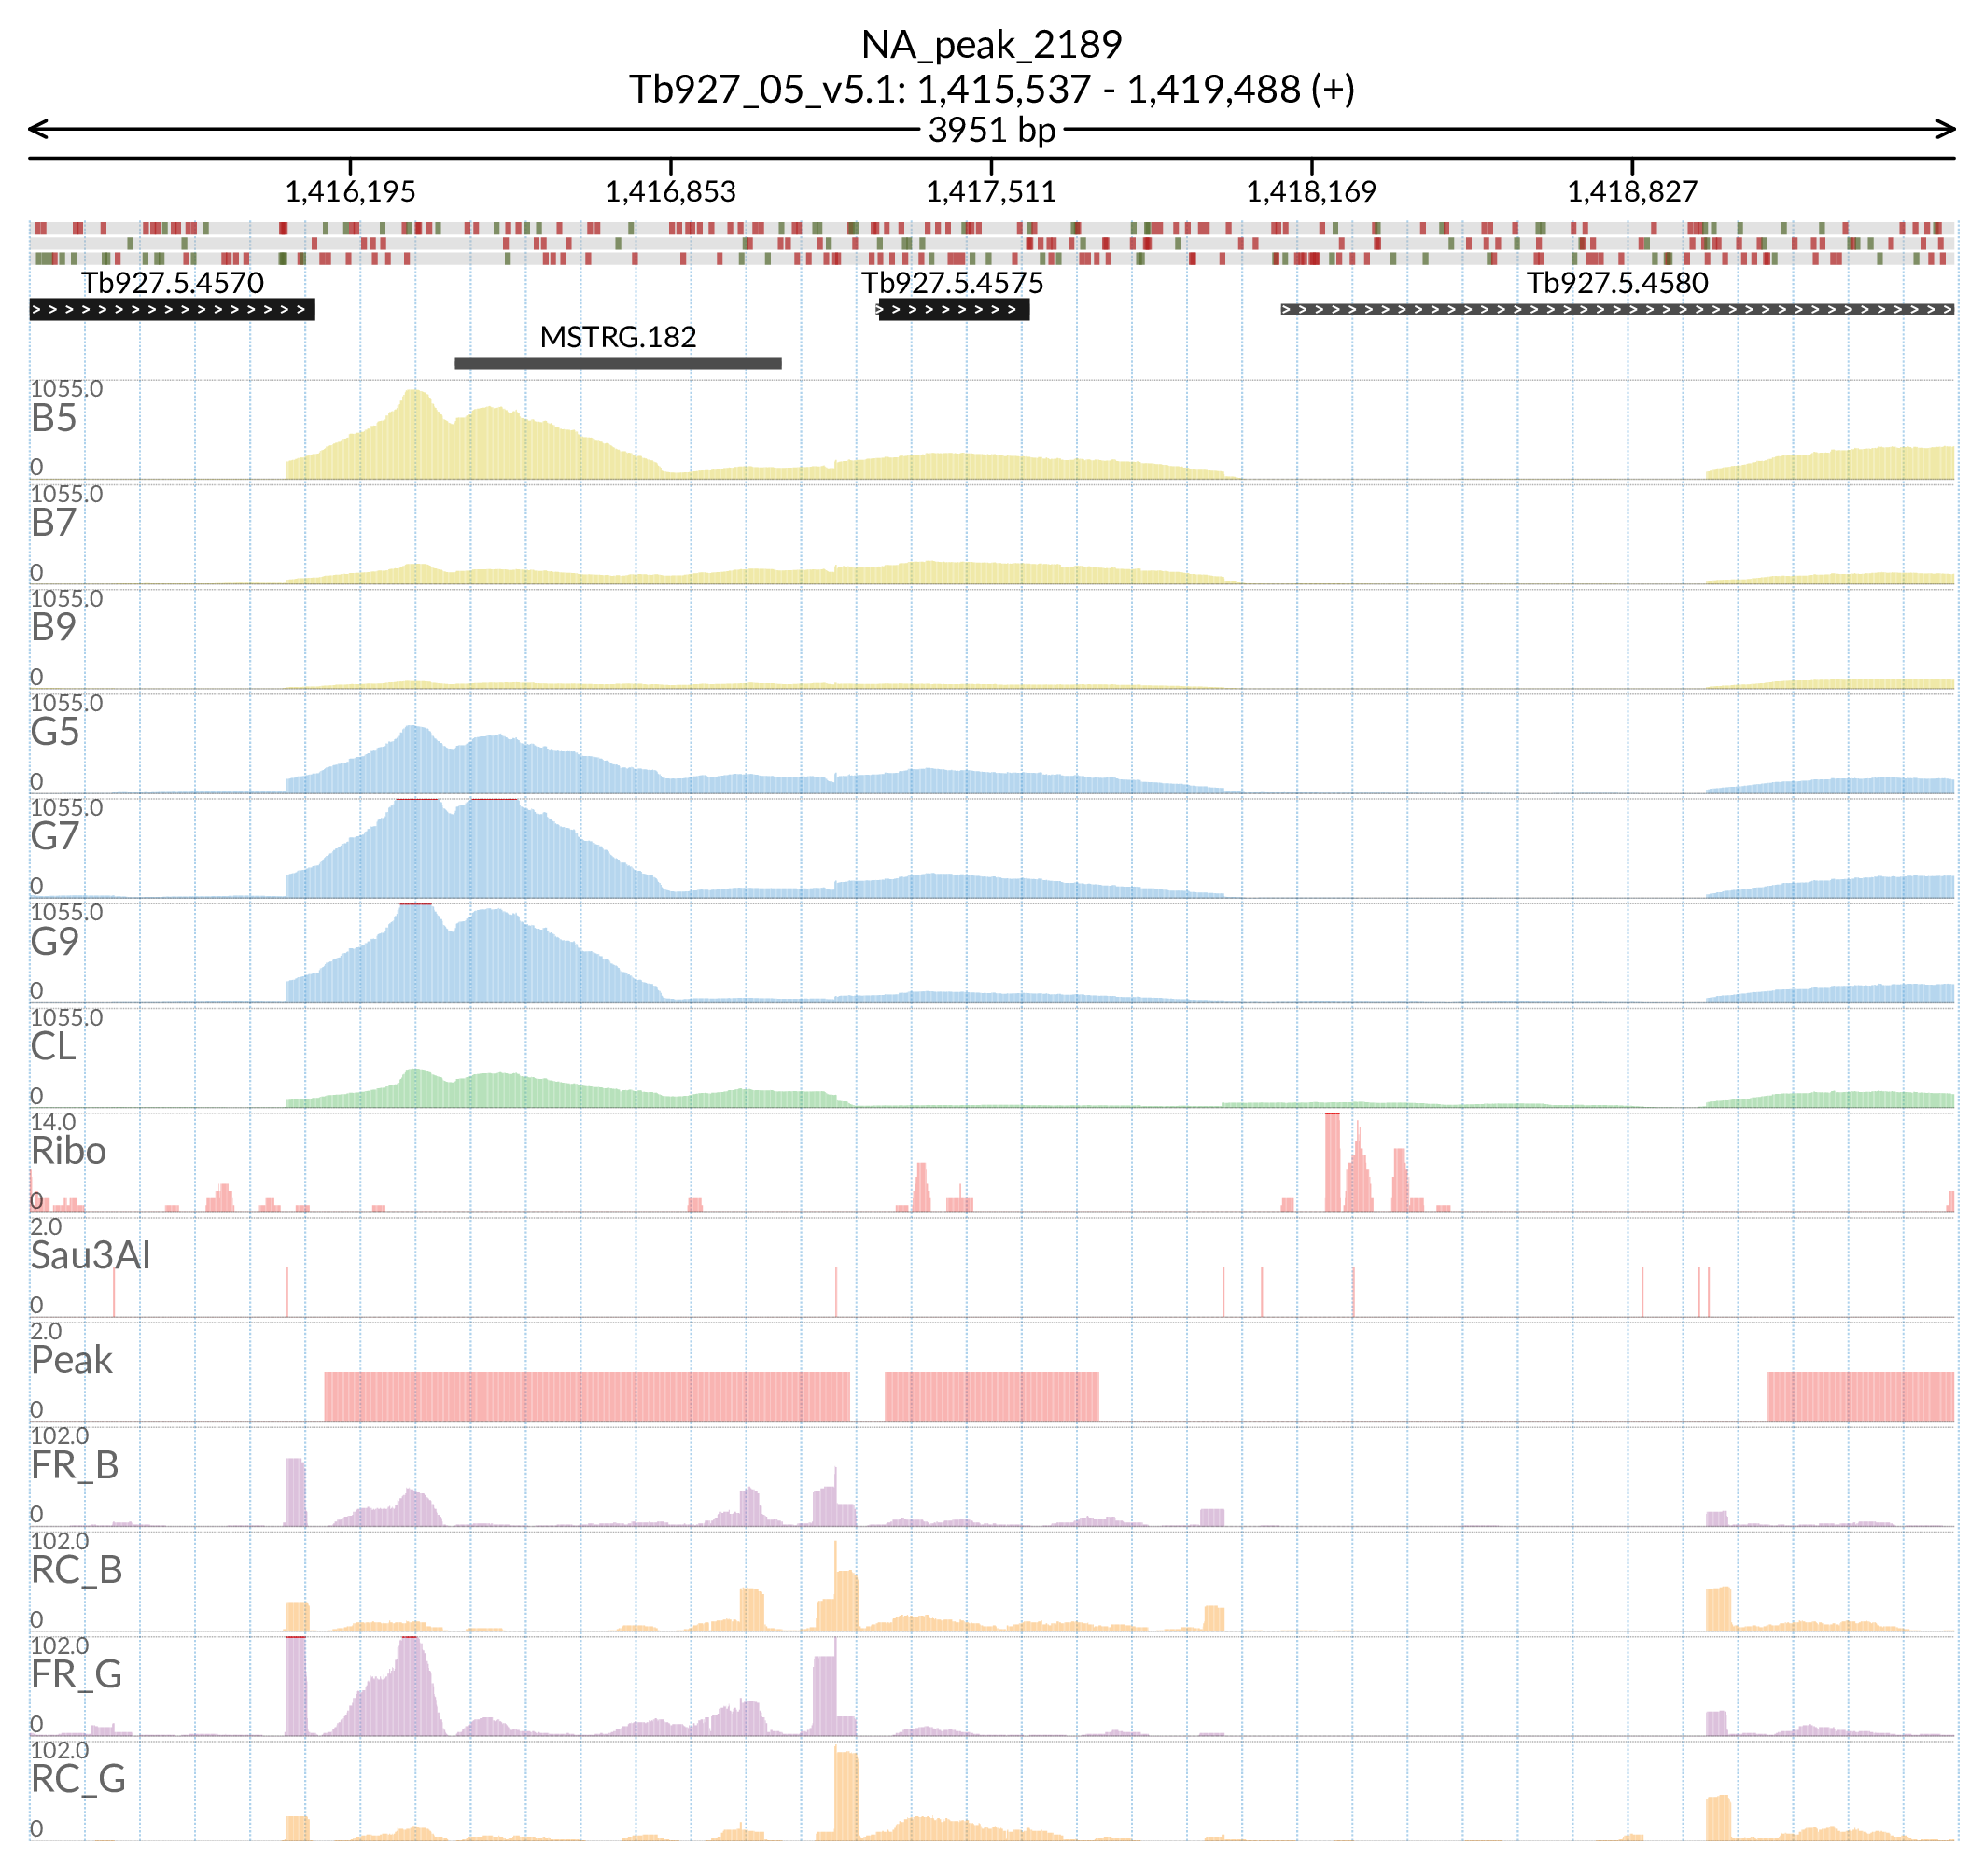 NA_peak_2189
Tb927_05_v5.1: 1,415,537 - 1,419,488 (+)
3951 bp
1,416,195 1,416,853 1,417,511 1,418,169 1,418,827
Tb927.5.4570 Tb927.5.4575 Tb927.5.4580
MSTRG.182
1055.0
B5
0
1055.0
B7
0
1055.0
B9
0
1055.0
G5
0
1055.0
G7
0
1055.0
G9
0
1055.0
CL
0
14.0
Ribo
0
2.0
Sau3AI
0
2.0
Peak
0
102.0
FR_B
0
102.0
RC_B
0
102.0
FR_G
0
102.0
RC_G
0